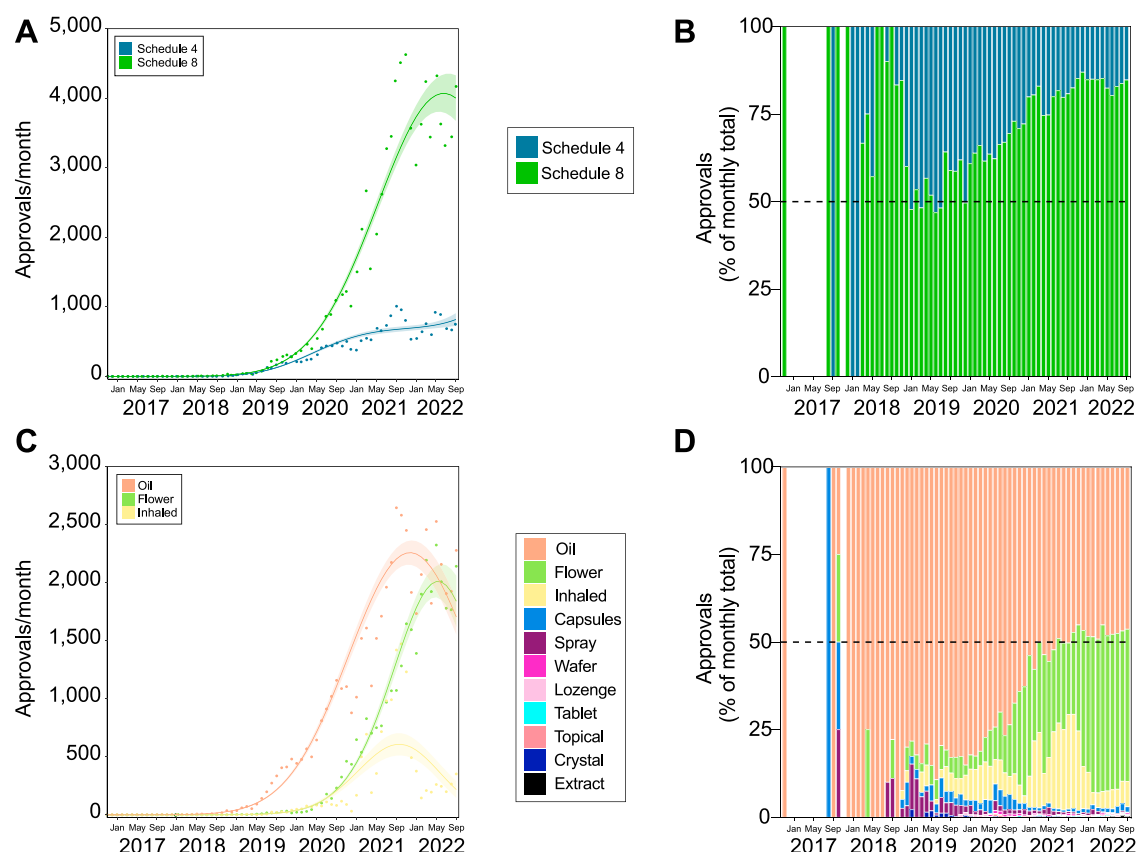 A
5,000
4,000
3,000
2,000
1,000
0
Approvals/month
Schedule 4
Schedule 8
Jan May Sep Jan May Sep Jan May Sep Jan May Sep Jan May Sep Jan May Sep
2017 2018 2019 2020 2021 2022
Schedule 4
Schedule 8
B
100
75
50
25
0
Approvals
(% of monthly total)
Jan May Sep Jan May Sep Jan May Sep Jan May Sep Jan May Sep Jan May Sep
2017 2018 2019 2020 2021 2022
C
3,000
2,500
2,000
1,500
1,000
500
0
Approvals/month
Oil
Flower
Inhaled
Jan May Sep Jan May Sep Jan May Sep Jan May Sep Jan May Sep Jan May Sep
2017 2018 2019 2020 2021 2022
Oil
Flower
Inhaled
Capsules
Spray
Wafer
Lozenge
Tablet
Topical
Crystal
Extract
D
100
75
50
25
0
Approvals
(% of monthly total)
Jan May Sep Jan May Sep Jan May Sep Jan May Sep Jan May Sep Jan May Sep
2017 2018 2019 2020 2021 2022